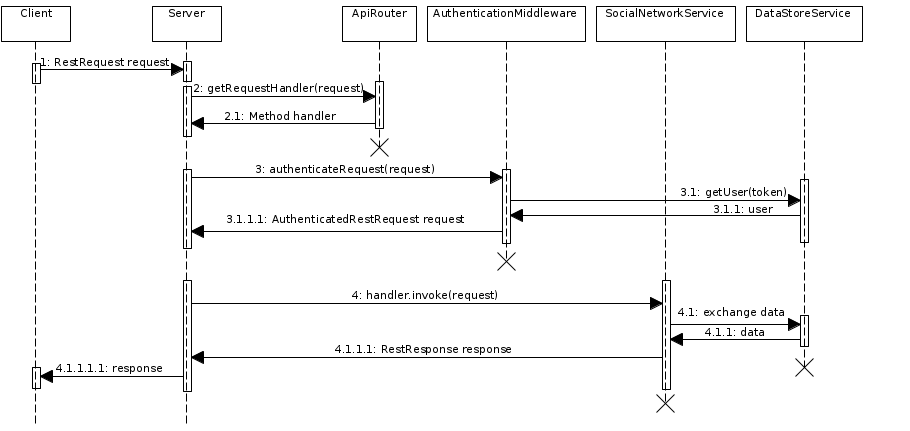 Client
Server
ApiRouter
AuthenticationMiddleware
SocialNetworkService
DataStoreService
1: RestRequest request
2: getRequestHandler(request)
2.1: Method handler
3: authenticateRequest(request)
3.1: getUser(token)
3.1.1: user
3.1.1.1: AuthenticatedRestRequest request
4: handler.invoke(request)
4.1: exchange data
4.1.1: data
4.1.1.1: RestResponse response
4.1.1.1.1: response